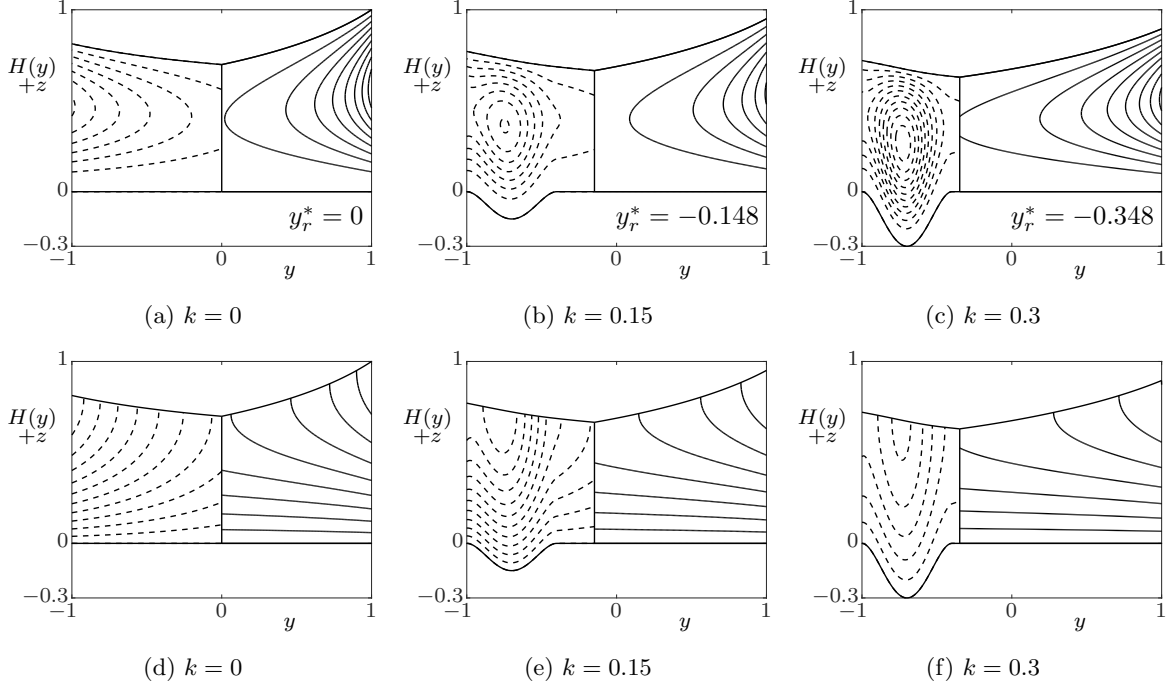 1
H(y)
+z
0
−0.3
−1
0
1
y
y_r^* = 0
(a) k = 0
1
H(y)
+z
0
−0.3
−1
0
1
y
y_r^* = −0.148
(b) k = 0.15
1
H(y)
+z
0
−0.3
−1
0
1
y
y_r^* = −0.348
(c) k = 0.3
1
H(y)
+z
0
−0.3
−1
0
1
y
(d) k = 0
1
H(y)
+z
0
−0.3
−1
0
1
y
(e) k = 0.15
1
H(y)
+z
0
−0.3
−1
0
1
y
(f) k = 0.3